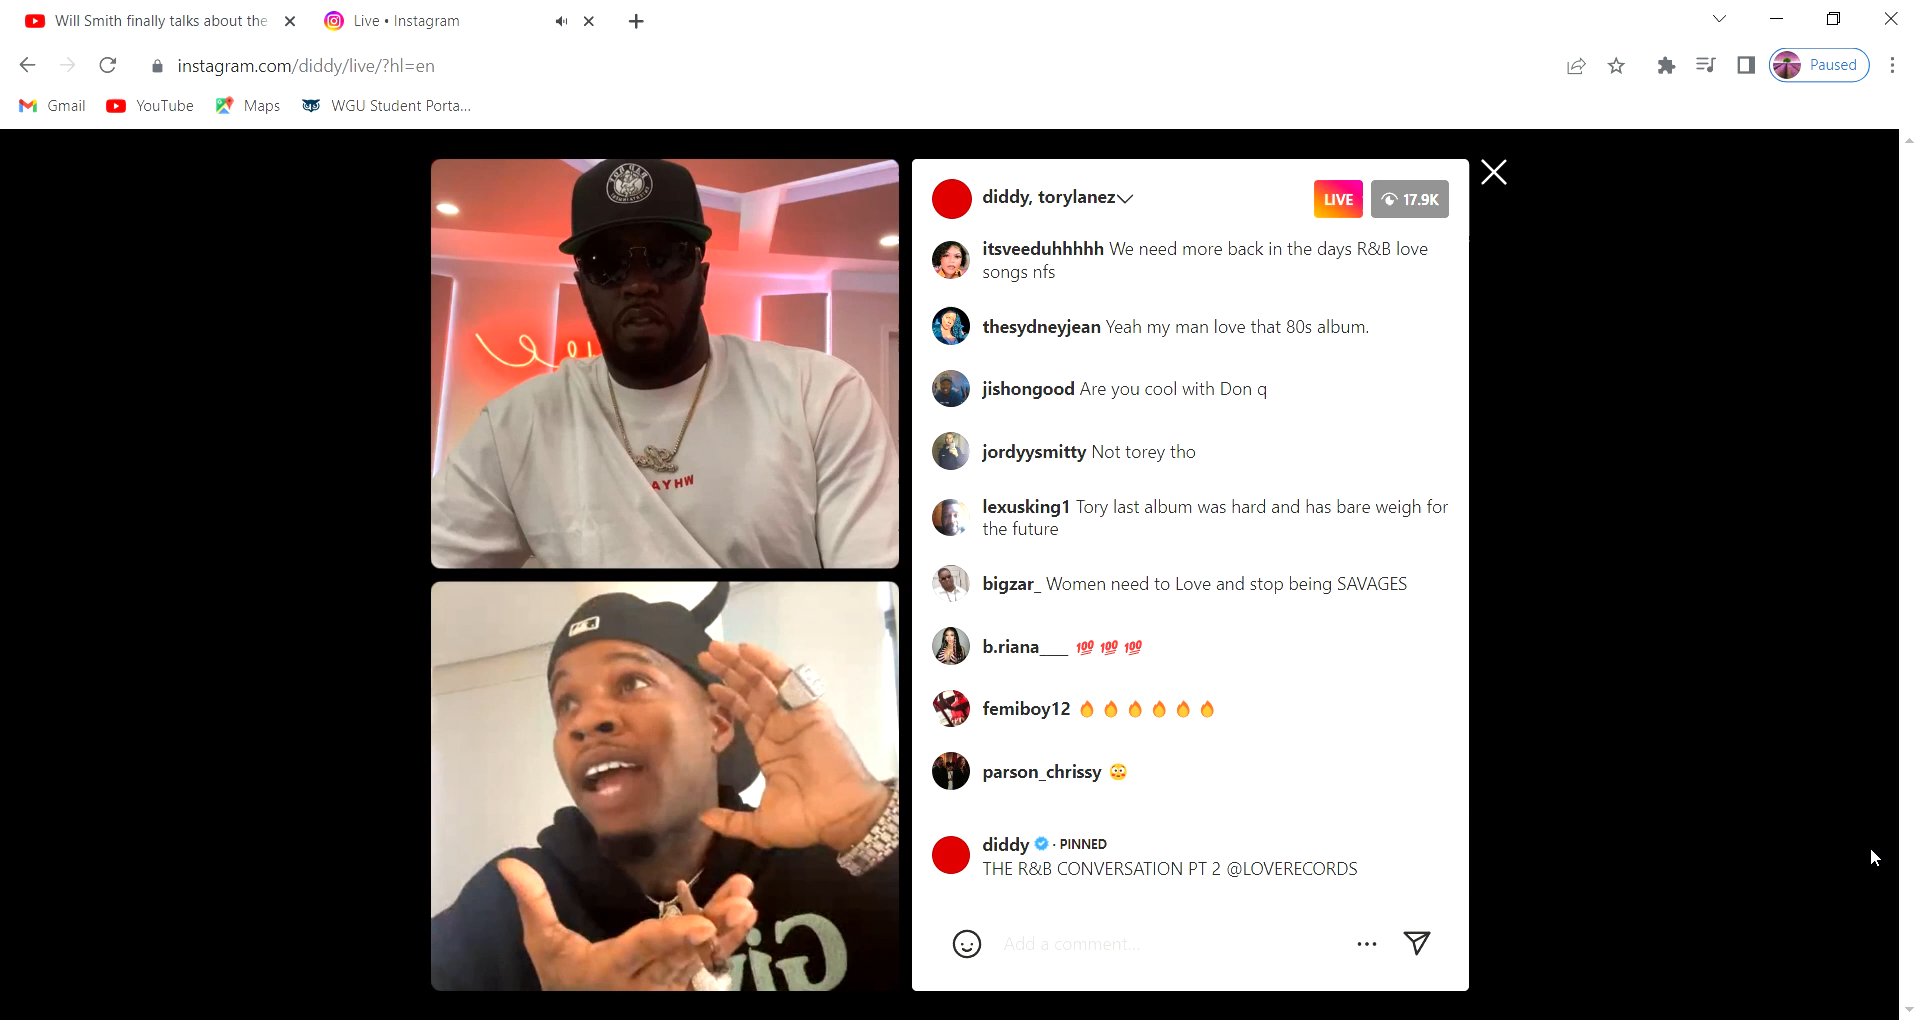 Will Smith finally talks about the
Live • Instagram
instagram.com/diddy/live/?hl=en
Paused
Gmail
YouTube
Maps
WGU Student Porta...
diddy, torylanez
LIVE
17.9K
itsveeduhhhhh We need more back in the days R&B love
songs nfs
thesydneyjean Yeah my man love that 80s album.
jishongood Are you cool with Don q
jordyysmitty Not torey tho
lexusking1 Tory last album was hard and has bare weigh for
the future
bigzar_ Women need to Love and stop being SAVAGES
b.riana___ 💯 💯 💯
femiboy12 🔥 🔥 🔥 🔥 🔥 🔥
parson_chrissy 😳
diddy · PINNED
THE R&B CONVERSATION PT 2 @LOVERECORDS
Add a comment...
AYHW